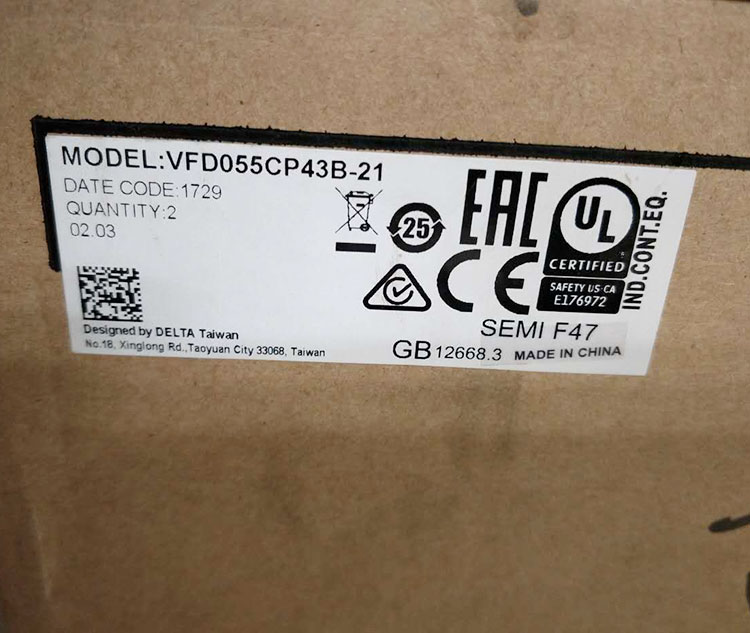 MODEL:VFD055CP43B-21
DATE CODE:1729
QUANTITY:2
02.03
25
EAC
UL
CERTIFIED
SAFETY US·CA
E176972
IND.CONT.EQ.
CE
SEMI F47
Designed by DELTA Taiwan
No.18, Xinglong Rd.,Taoyuan City 33068, Taiwan
GB12668.3 MADE IN CHINA